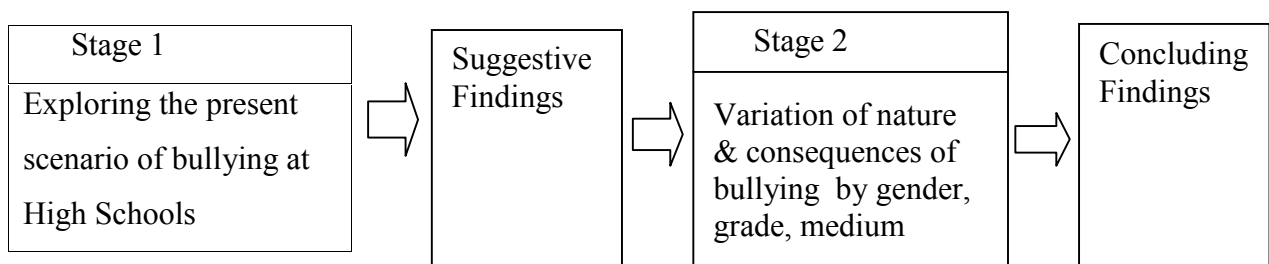 Stage 1
Exploring the present
scenario of bullying at
High Schools
Suggestive
Findings
Stage 2
Variation of nature
& consequences of
bullying by gender,
grade, medium
Concluding
Findings